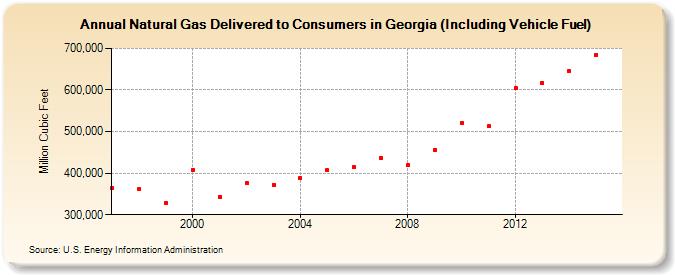 Annual Natural Gas Delivered to Consumers in Georgia (Including Vehicle Fuel)
Million Cubic Feet
700,000
600,000
500,000
400,000
300,000
2000 2004 2008 2012
Source: U.S. Energy Information Administration